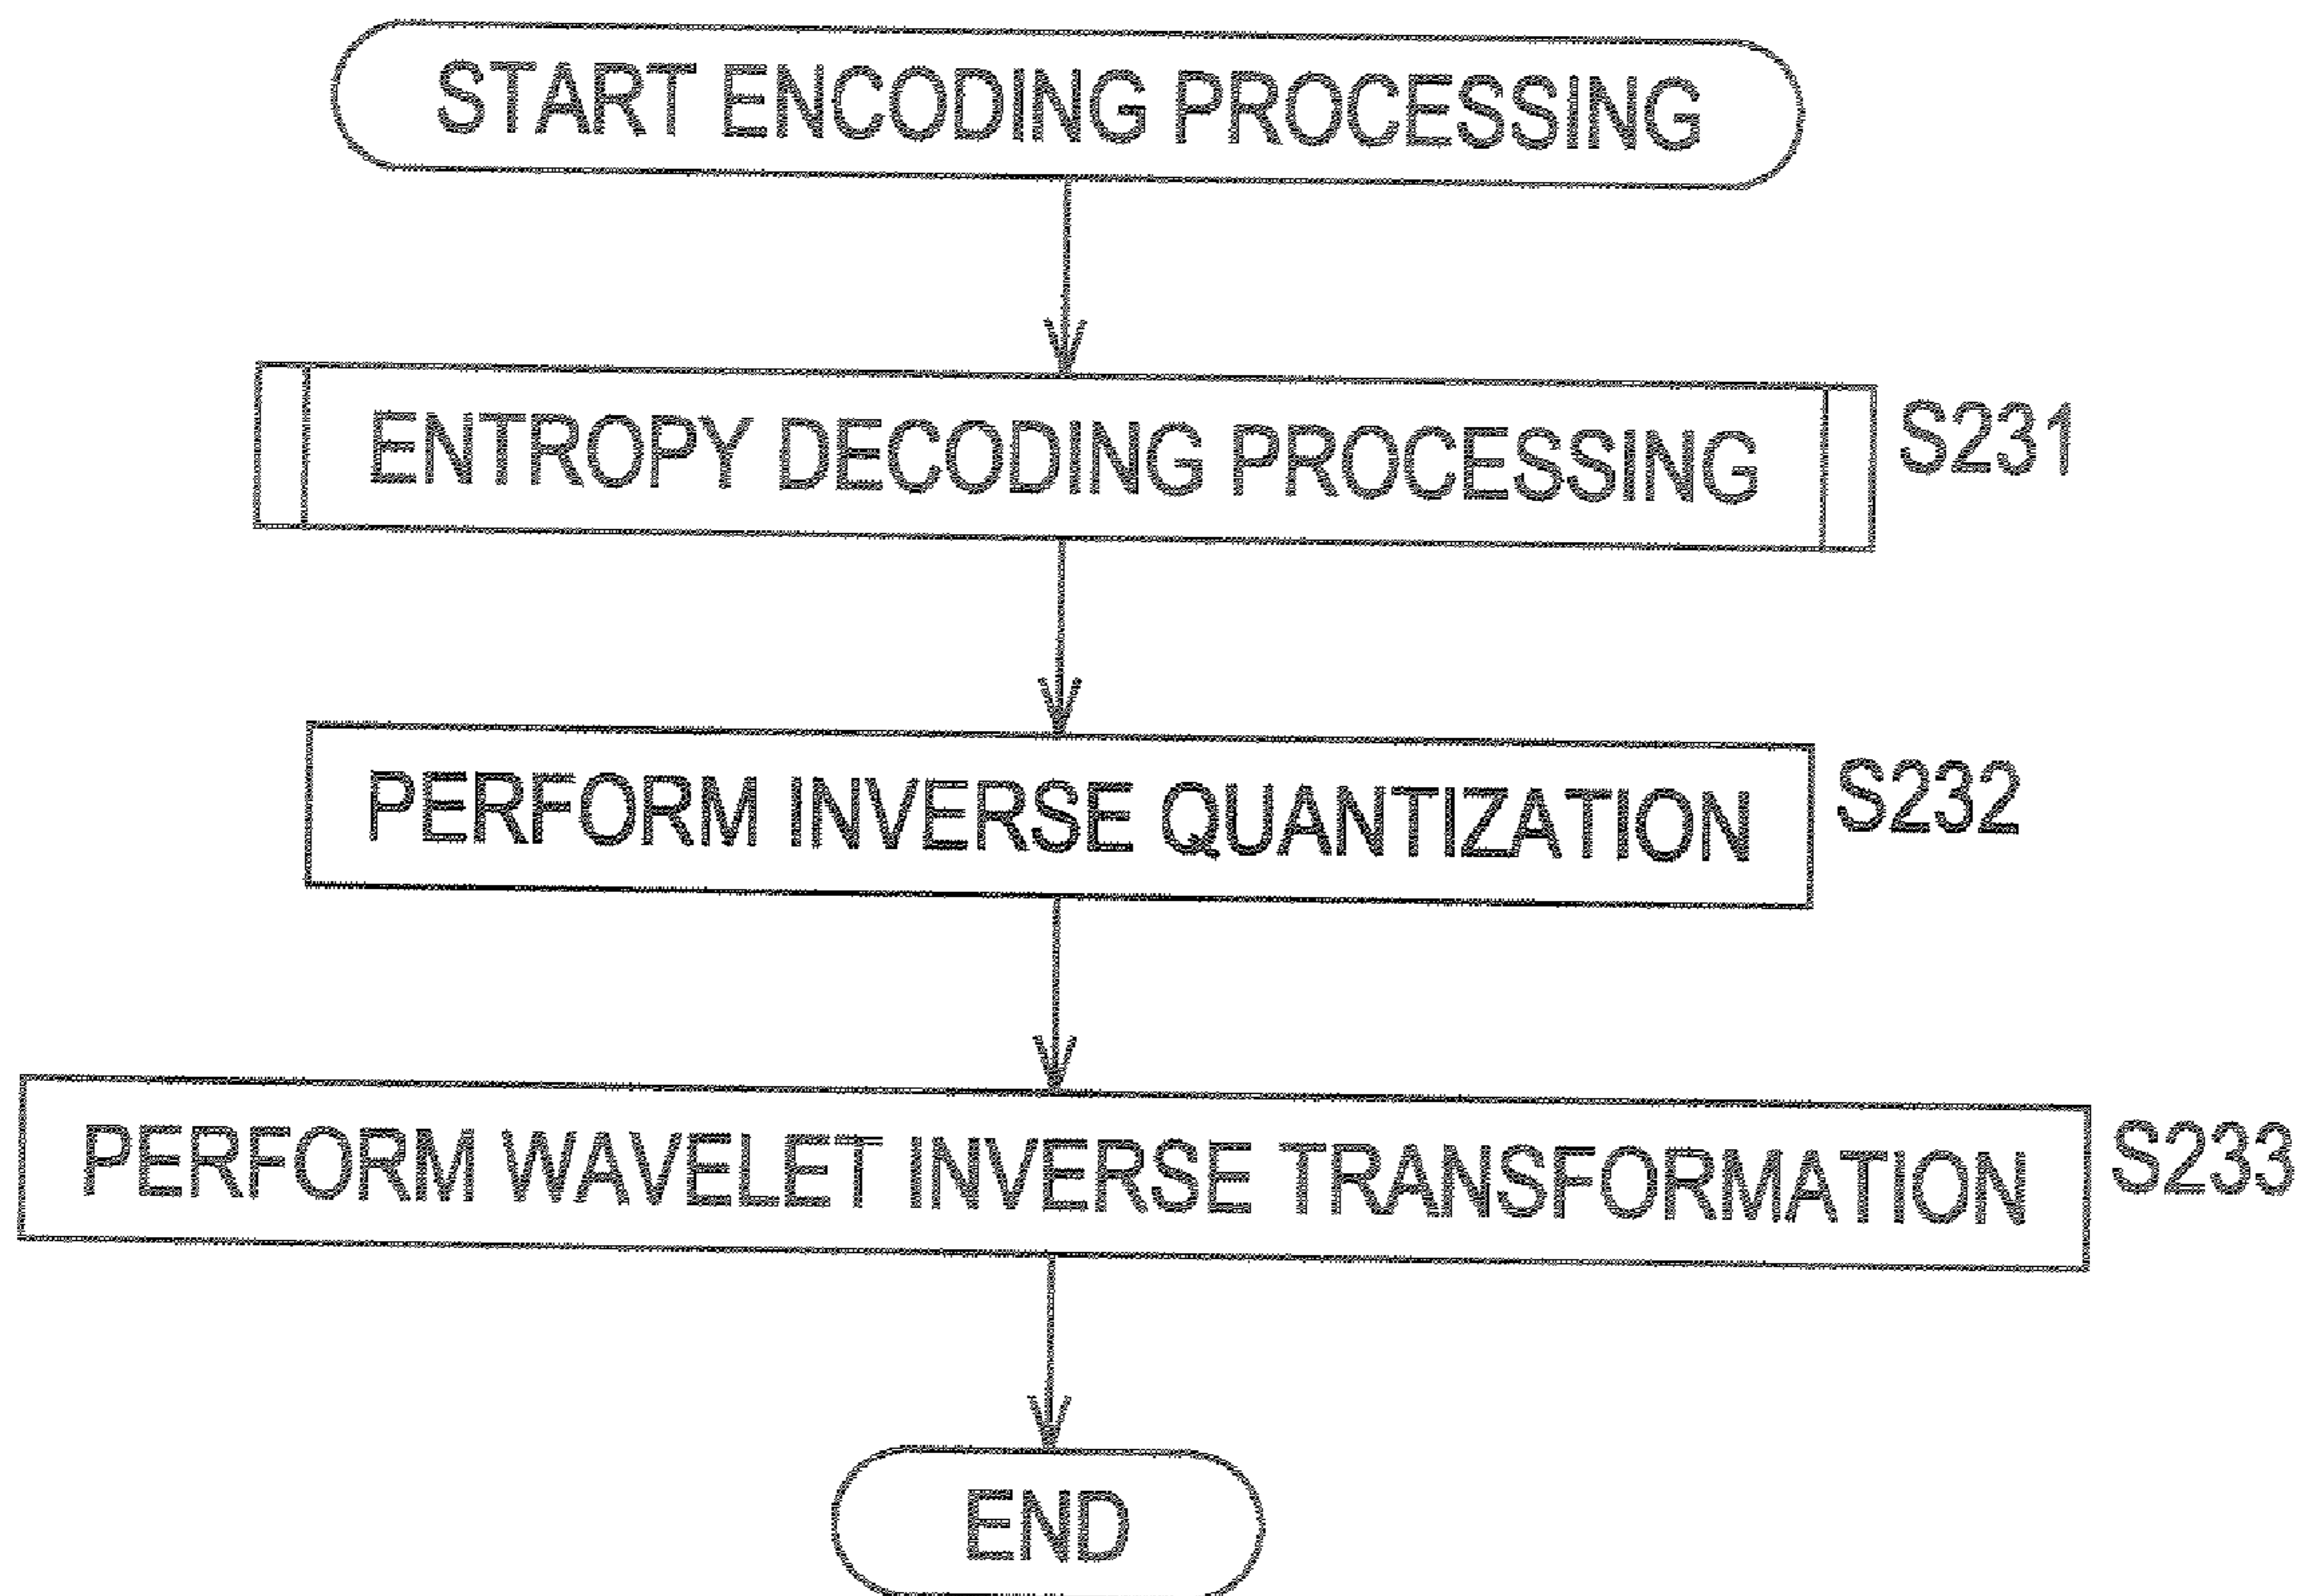 START ENCODING PROCESSING
ENTROPY DECODING PROCESSING S231
PERFORM INVERSE QUANTIZATION S232
PERFORM WAVELET INVERSE TRANSFORMATION S233
END